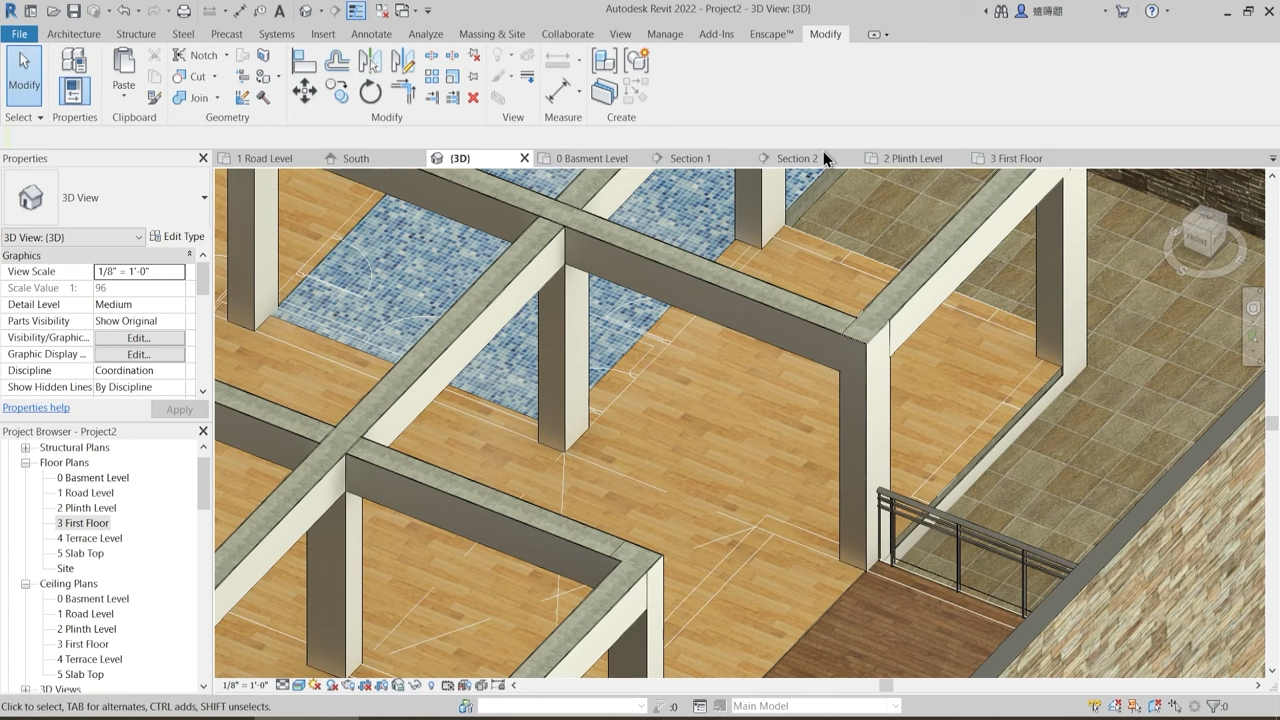 Autodesk Revit 2022 - Project2 - 3D View: {3D}
File Architecture Structure Steel Precast Systems Insert Annotate Analyze Massing & Site Collaborate View Manage Add-Ins Enscape™ Modify
Notch
Cut
Modify Paste Join
Select Properties Clipboard Geometry Modify View Measure Create
Properties
1 Road Level South {3D} 0 Basment Level Section 1 Section 2 2 Plinth Level 3 First Floor
3D View
3D View: {3D} Edit Type
Graphics
View Scale 1/8" = 1'-0"
Scale Value 1: 96
Detail Level Medium
Parts Visibility Show Original
Visibility/Graphic... Edit...
Graphic Display ... Edit...
Discipline Coordination
Show Hidden Lines By Discipline
Properties help Apply
Project Browser - Project2
Structural Plans
Floor Plans
0 Basment Level
1 Road Level
2 Plinth Level
3 First Floor
4 Terrace Level
5 Slab Top
Site
Ceiling Plans
0 Basment Level
1 Road Level
2 Plinth Level
3 First Floor
4 Terrace Level
5 Slab Top
3D Views
FRONT
1/8" = 1'-0"
Click to select, TAB for alternates, CTRL adds, SHIFT unselects. :0 Main Model :0